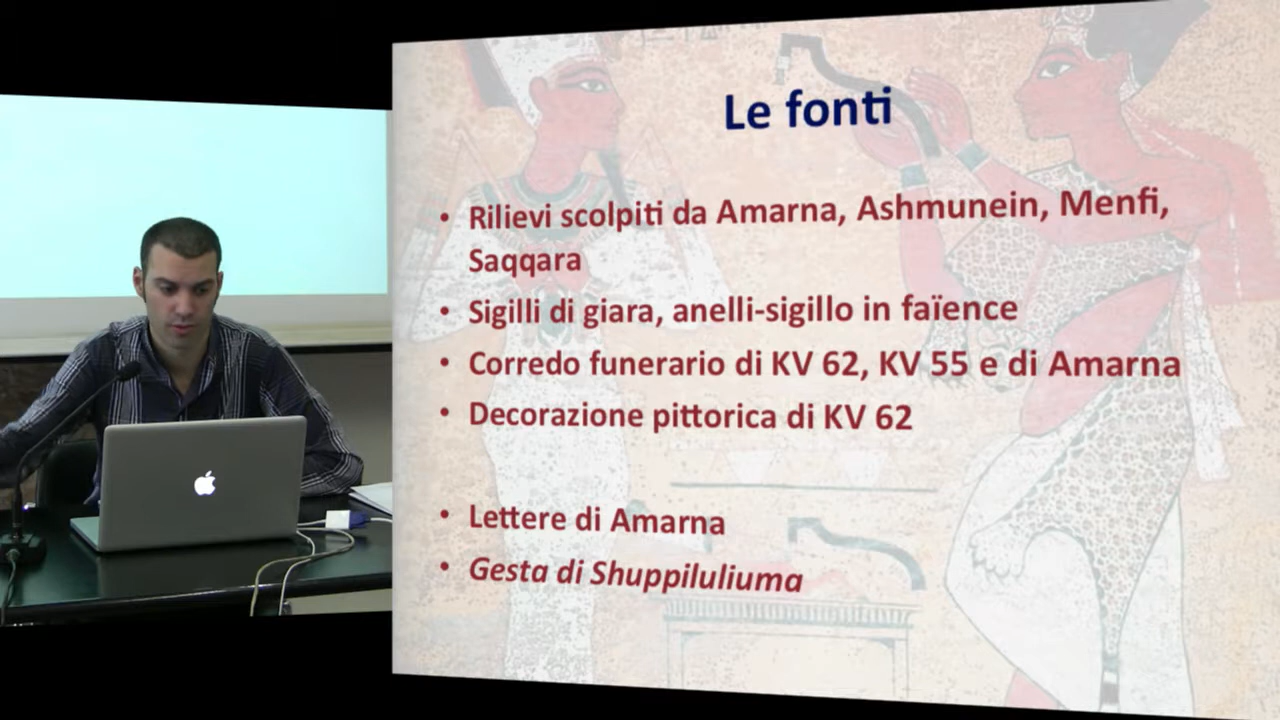 Le fonti
• Rilievi scolpiti da Amarna, Ashmunein, Menfi,
Saqqara
• Sigilli di giara, anelli-sigillo in faïence
• Corredo funerario di KV 62, KV 55 e di Amarna
• Decorazione pittorica di KV 62
• Lettere di Amarna
• Gesta di Shuppiluliuma